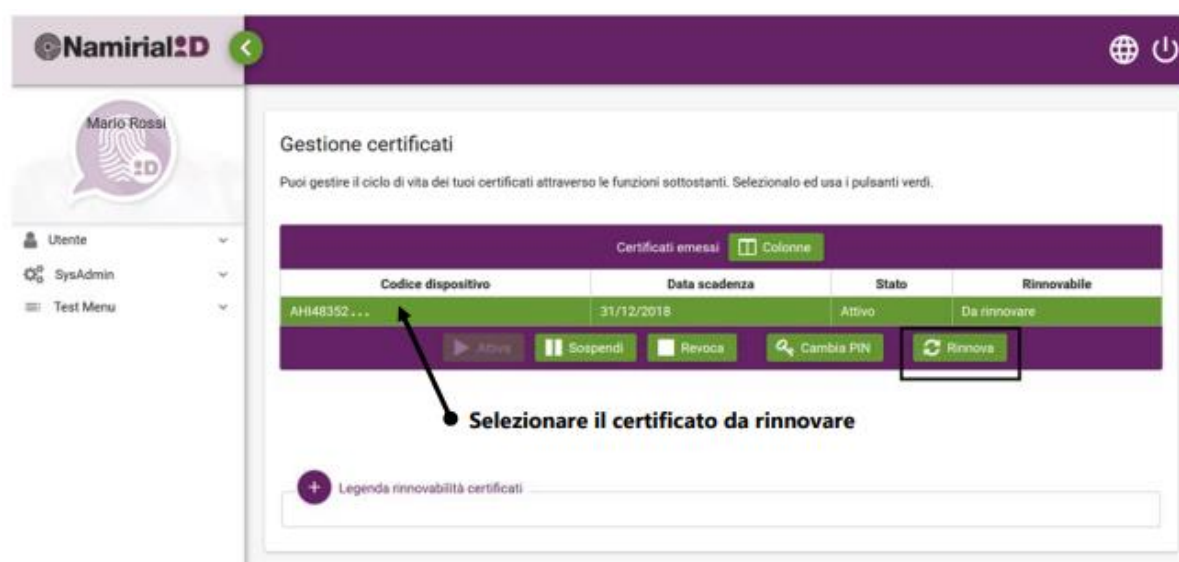 Namirial:D
Mario Rossi
:D
Utente
SysAdmin
Test Menu
Gestione certificati
Puoi gestire il ciclo di vita dei tuoi certificati attraverso le funzioni sottostanti. Selezionalo ed usa i pulsanti verdi.
Certificati emessi Colonne
Codice dispositivo Data scadenza Stato Rinnovabile
AHI48352... 31/12/2018 Attivo Da rinnovare
Attiva Sospendi Revoca Cambia PIN Rinnova
Selezionare il certificato da rinnovare
+ Legenda rinnovabilità certificati